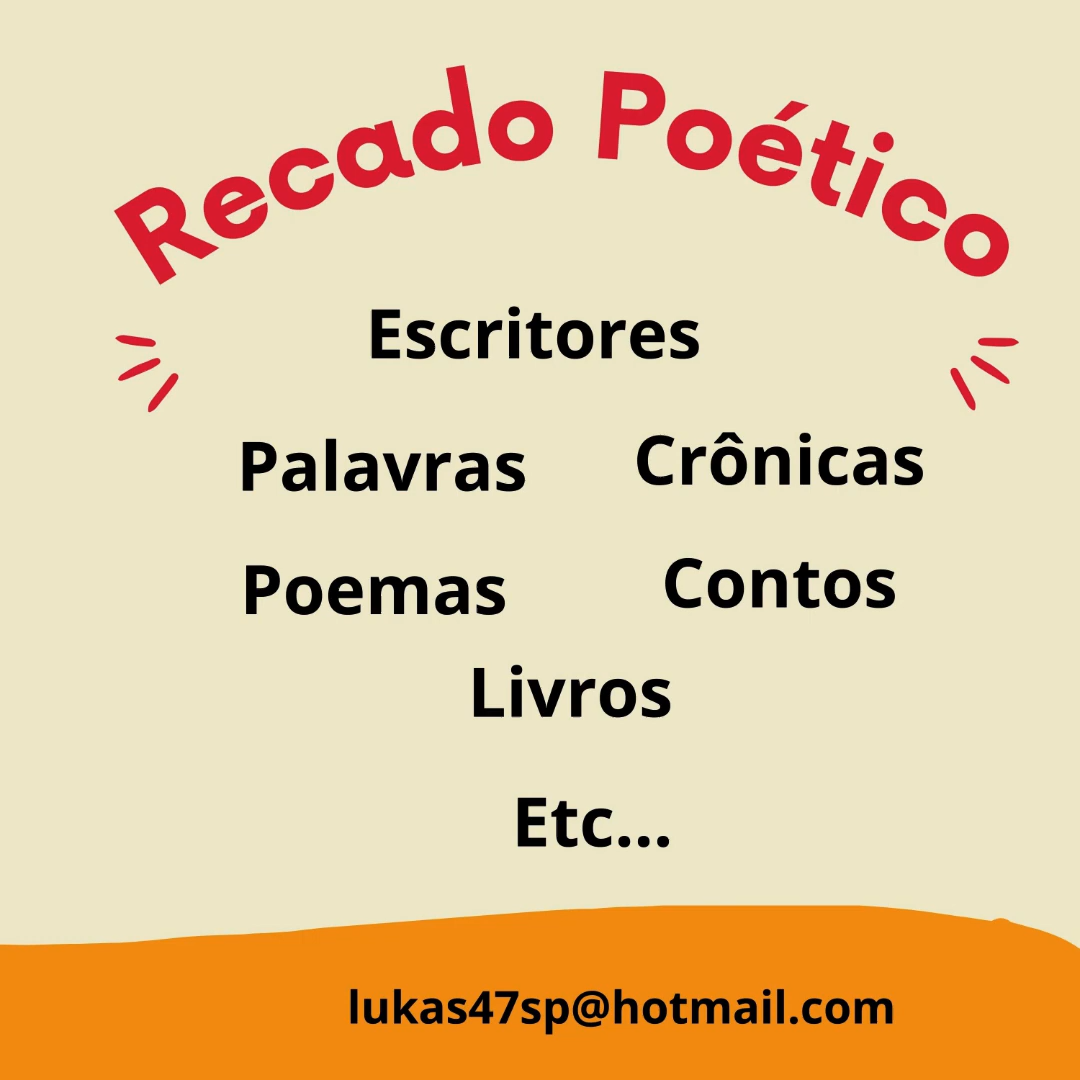 Recado Poético
Escritores
Palavras Crônicas
Poemas Contos
Livros
Etc...
lukas47sp@hotmail.com